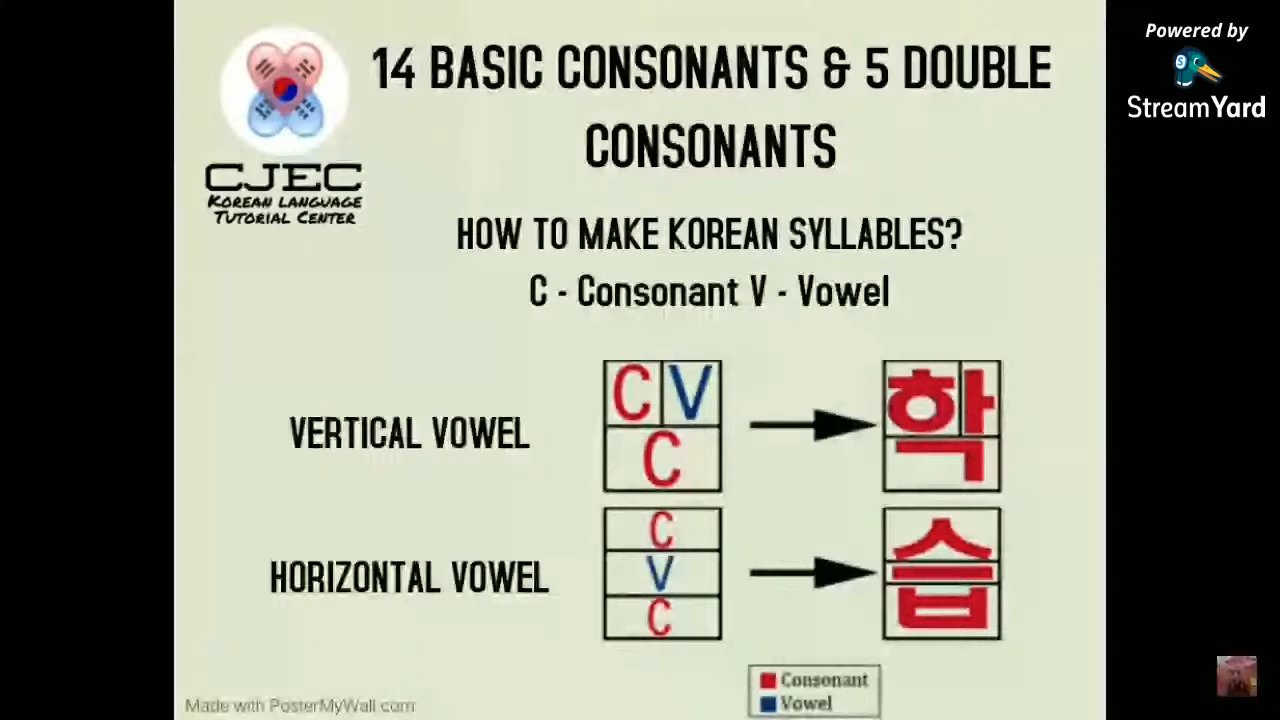 Powered by
StreamYard
14 BASIC CONSONANTS & 5 DOUBLE
CONSONANTS
CJEC
KOREAN LANGUAGE
TUTORIAL CENTER
HOW TO MAKE KOREAN SYLLABLES?
C - Consonant V - Vowel
VERTICAL VOWEL
C V
C
학
HORIZONTAL VOWEL
C
V
C
습
Consonant
Vowel
Made with PosterMyWall.com